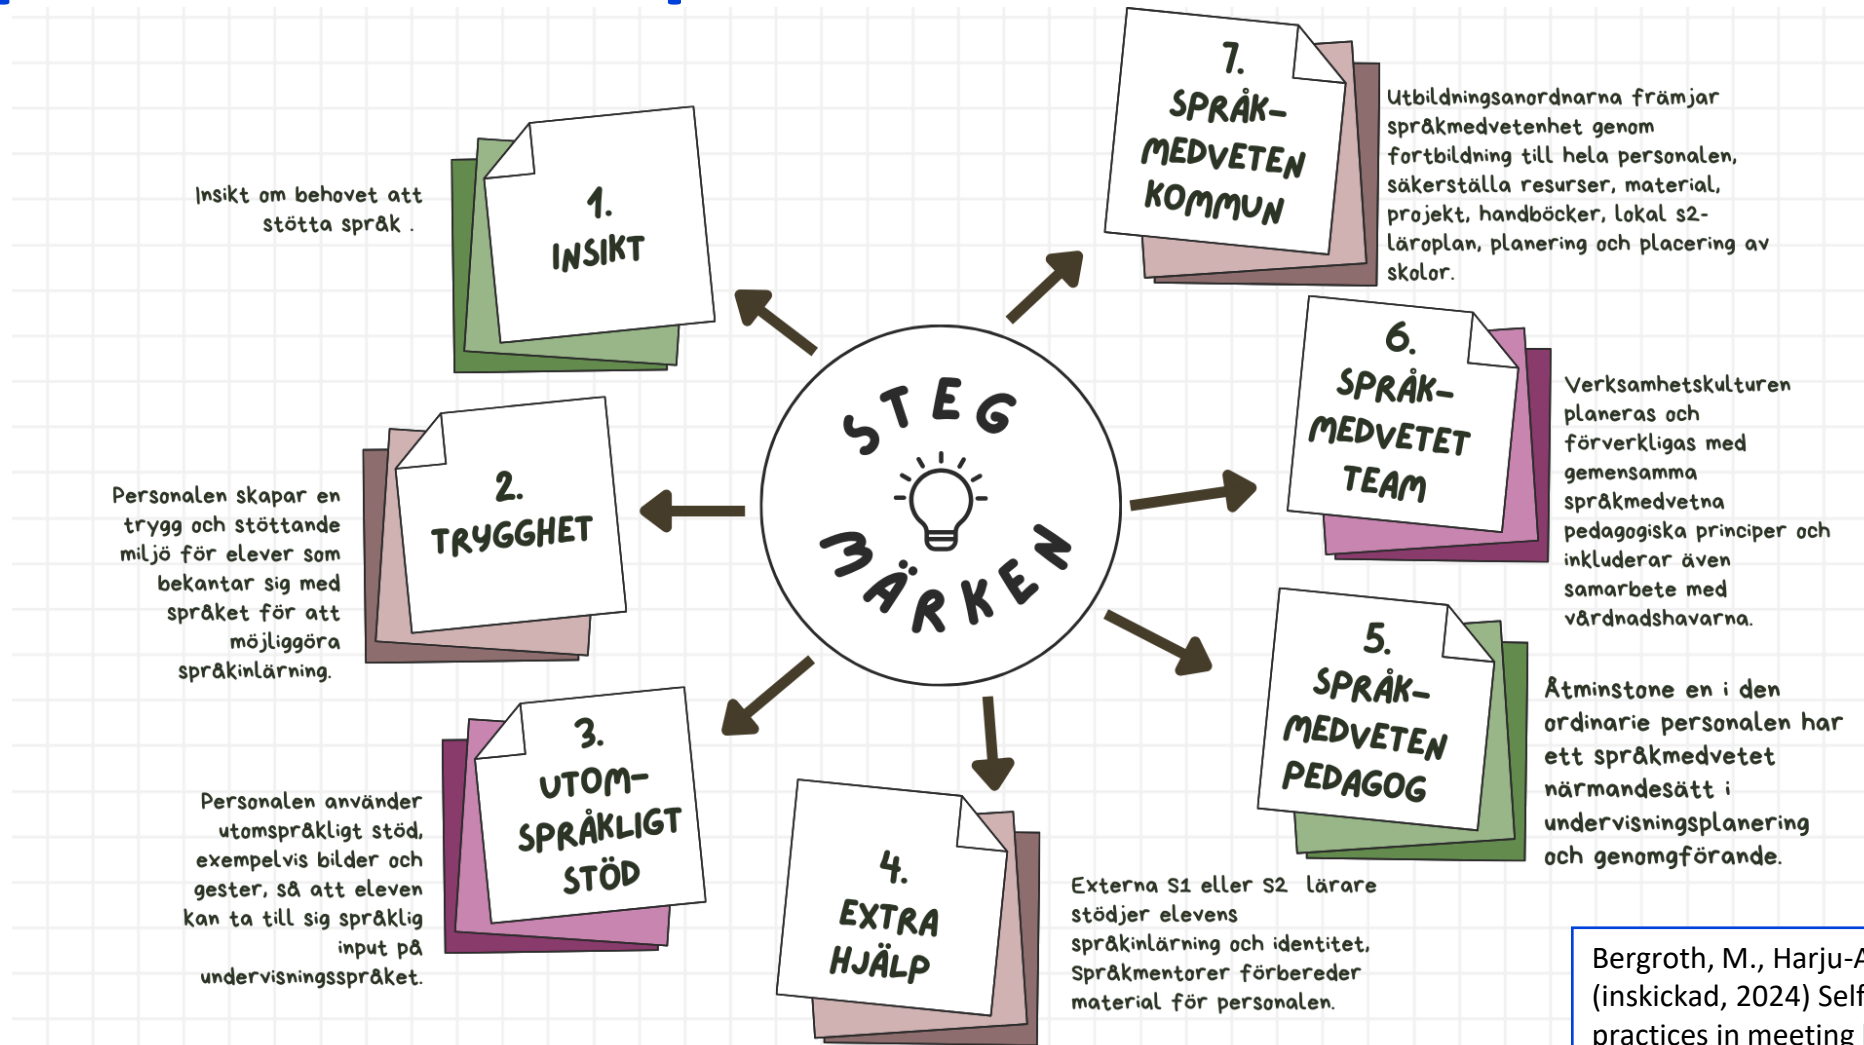 STEG
MÄRKEN
1.
INSIKT
Insikt om behovet att
stötta språk .
2.
TRYGGHET
Personalen skapar en
trygg och stöttande
miljö för elever som
bekantar sig med
språket för att
möjliggöra
språkinlärning.
3.
UTOM-
SPRÅKLIGT
STÖD
Personalen använder
utomspråkligt stöd,
exempelvis bilder och
gester, så att eleven
kan ta till sig språklig
input på
undervisningsspråket.
4.
EXTRA
HJÄLP
Externa S1 eller S2 lärare
stödjer elevens
språkinlärning och identitet,
Språkmentorer förbereder
material för personalen.
5.
SPRÅK-
MEDVETEN
PEDAGOG
Åtminstone en i den
ordinarie personalen har
ett språkmedvetet
närmandesätt i
undervisningsplanering
och genomgförande.
6.
SPRÅK-
MEDVETET
TEAM
Verksamhetskulturen
planeras och
förverkligas med
gemensamma
språkmedvetna
pedagogiska principer och
inkluderar även
samarbete med
vårdnadshavarna.
7.
SPRÅK-
MEDVETEN
KOMMUN
Utbildningsanordnarna främjar
språkmedvetenhet genom
fortbildning till hela personalen,
säkerställa resurser, material,
projekt, handböcker, lokal s2-
läroplan, planering och placering av
skolor.
Bergroth, M., Harju-A
(inskickad, 2024) Self
practices in meeting